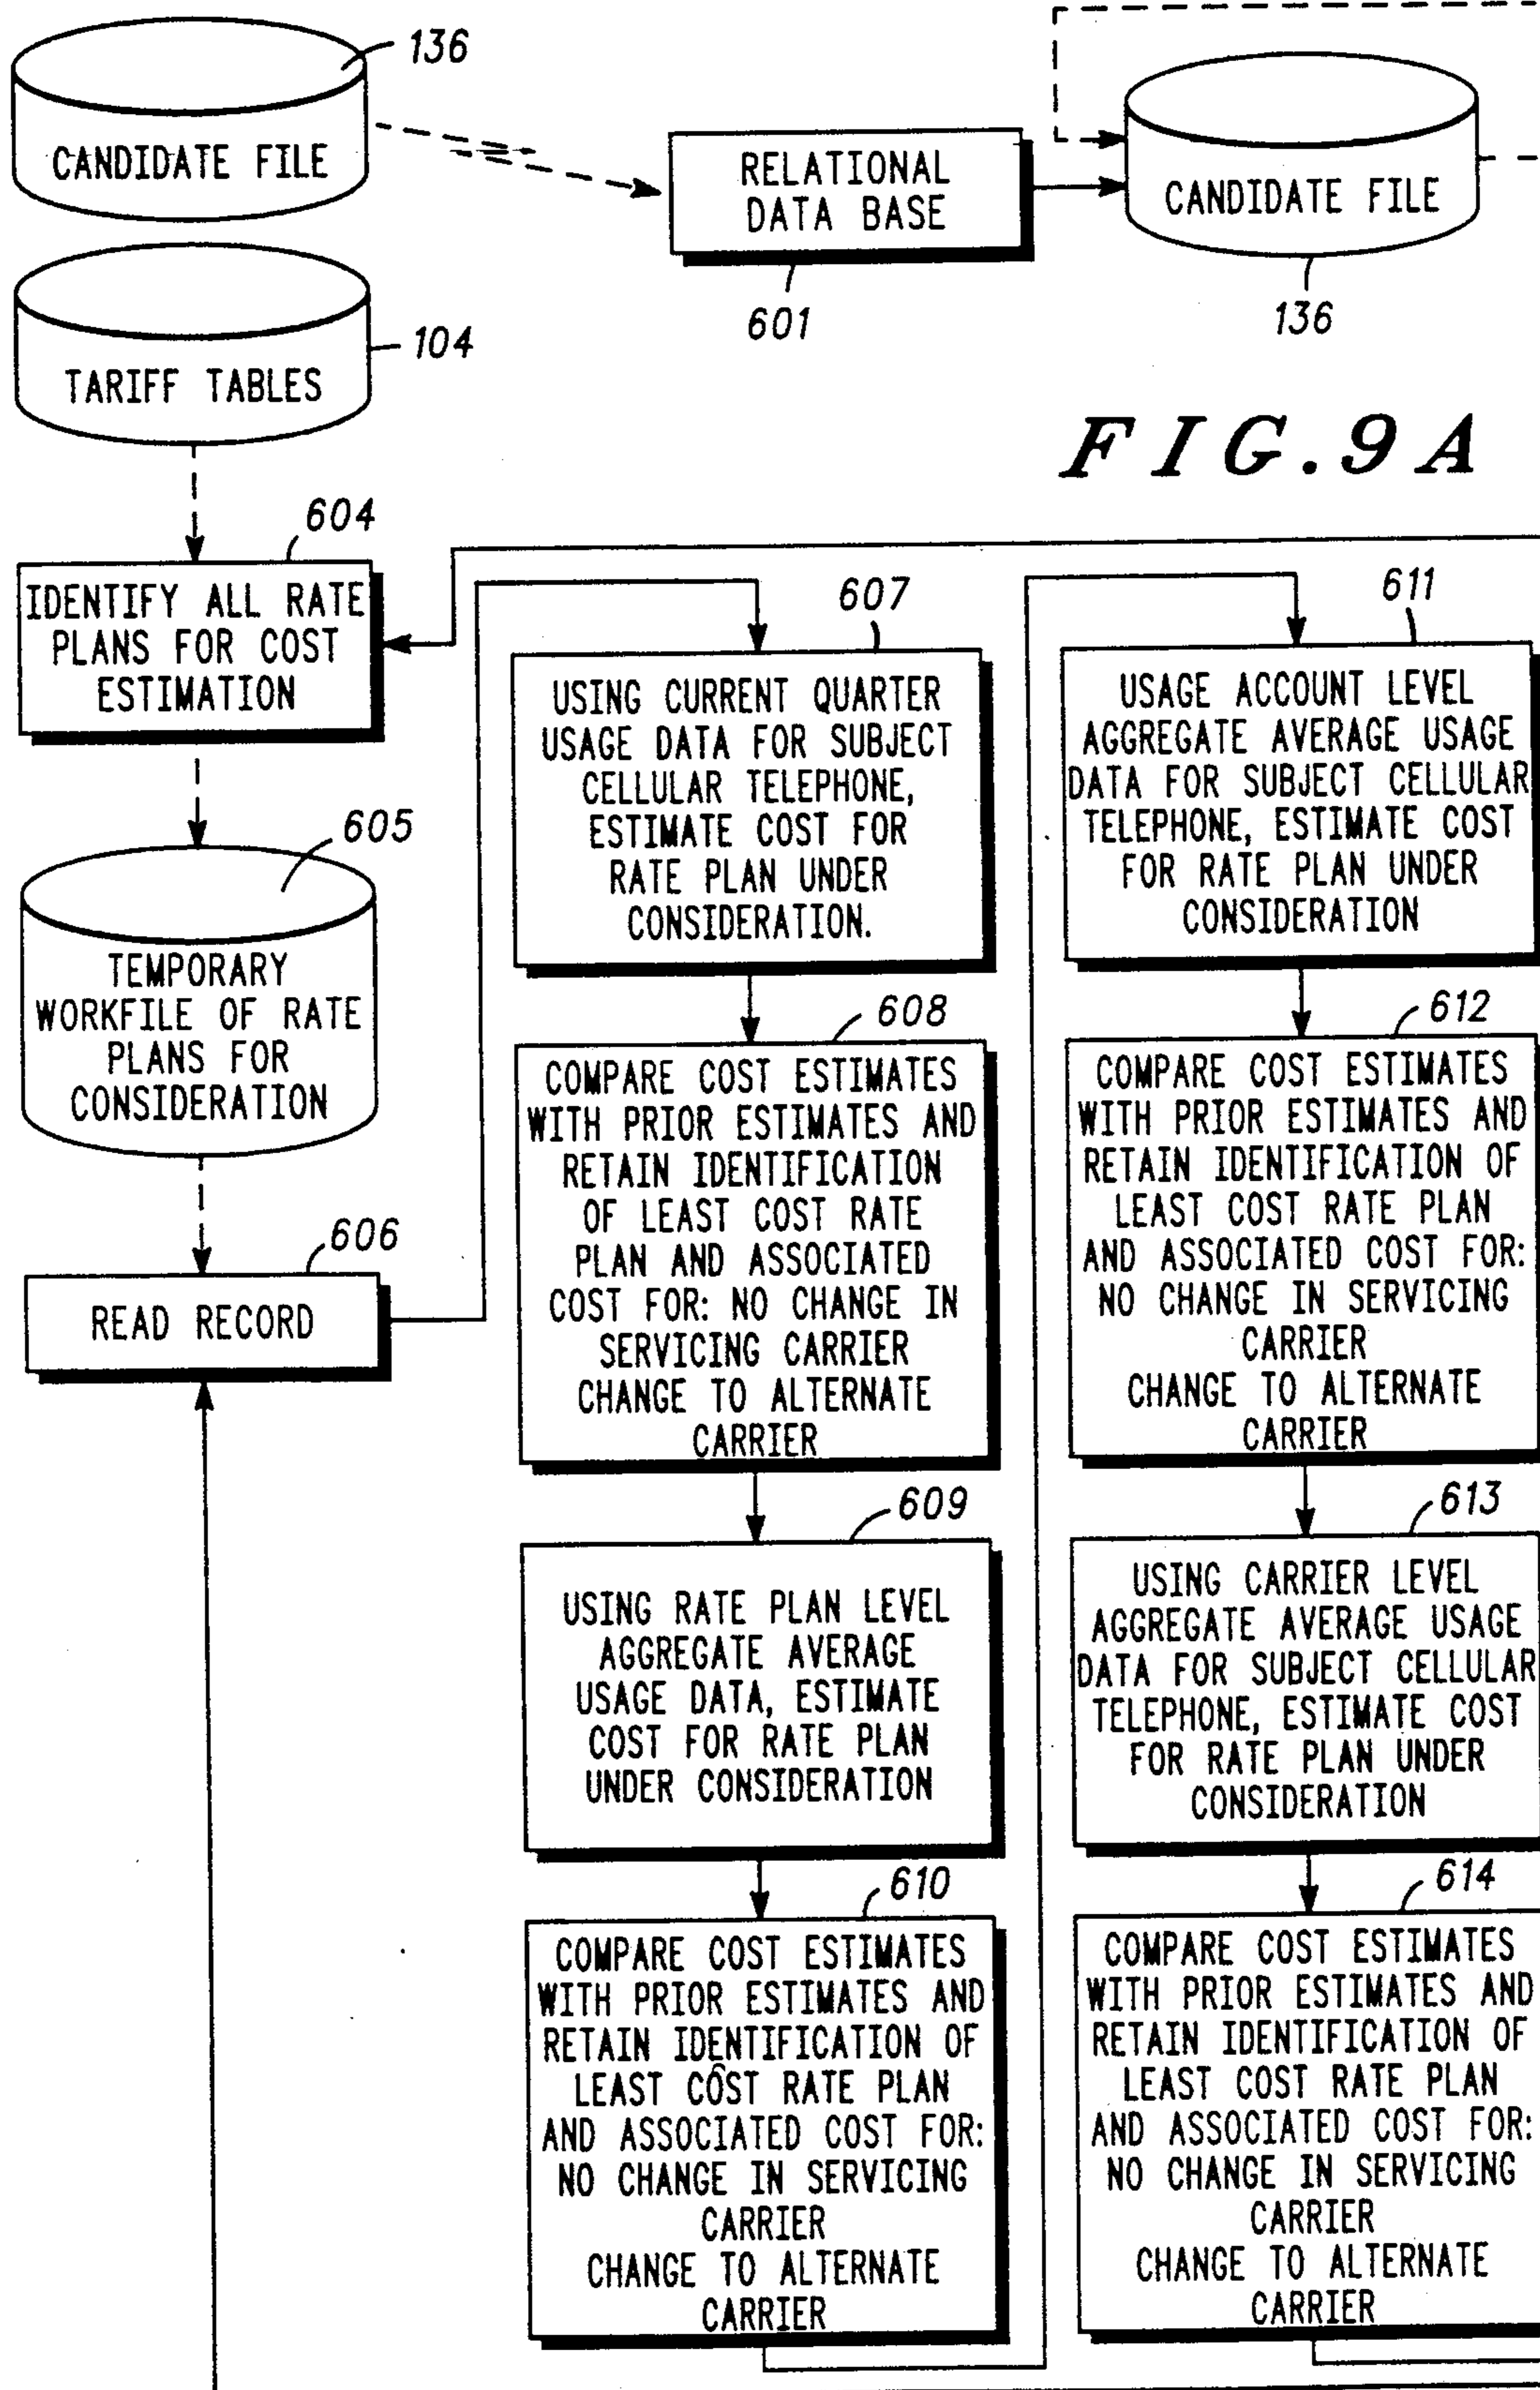 136
CANDIDATE FILE
RELATIONAL
DATA BASE
601
CANDIDATE FILE
136
104
TARIFF TABLES
FIG.9A
604
IDENTIFY ALL RATE
PLANS FOR COST
ESTIMATION
605
TEMPORARY
WORKFILE OF RATE
PLANS FOR
CONSIDERATION
606
READ RECORD
607
USING CURRENT QUARTER
USAGE DATA FOR SUBJECT
CELLULAR TELEPHONE,
ESTIMATE COST FOR
RATE PLAN UNDER
CONSIDERATION.
608
COMPARE COST ESTIMATES
WITH PRIOR ESTIMATES AND
RETAIN IDENTIFICATION
OF LEAST COST RATE
PLAN AND ASSOCIATED
COST FOR: NO CHANGE IN
SERVICING CARRIER
CHANGE TO ALTERNATE
CARRIER
609
USING RATE PLAN LEVEL
AGGREGATE AVERAGE
USAGE DATA, ESTIMATE
COST FOR RATE PLAN
UNDER CONSIDERATION
610
COMPARE COST ESTIMATES
WITH PRIOR ESTIMATES AND
RETAIN IDENTIFICATION OF
LEAST COST RATE PLAN
AND ASSOCIATED COST FOR:
NO CHANGE IN SERVICING
CARRIER
CHANGE TO ALTERNATE
CARRIER
611
USAGE ACCOUNT LEVEL
AGGREGATE AVERAGE USAGE
DATA FOR SUBJECT CELLULAR
TELEPHONE, ESTIMATE COST
FOR RATE PLAN UNDER
CONSIDERATION
612
COMPARE COST ESTIMATES
WITH PRIOR ESTIMATES AND
RETAIN IDENTIFICATION OF
LEAST COST RATE PLAN
AND ASSOCIATED COST FOR:
NO CHANGE IN SERVICING
CARRIER
CHANGE TO ALTERNATE
CARRIER
613
USING CARRIER LEVEL
AGGREGATE AVERAGE USAGE
DATA FOR SUBJECT CELLULAR
TELEPHONE, ESTIMATE COST
FOR RATE PLAN UNDER
CONSIDERATION
614
COMPARE COST ESTIMATES
WITH PRIOR ESTIMATES AND
RETAIN IDENTIFICATION OF
LEAST COST RATE PLAN
AND ASSOCIATED COST FOR:
NO CHANGE IN SERVICING
CARRIER
CHANGE TO ALTERNATE
CARRIER